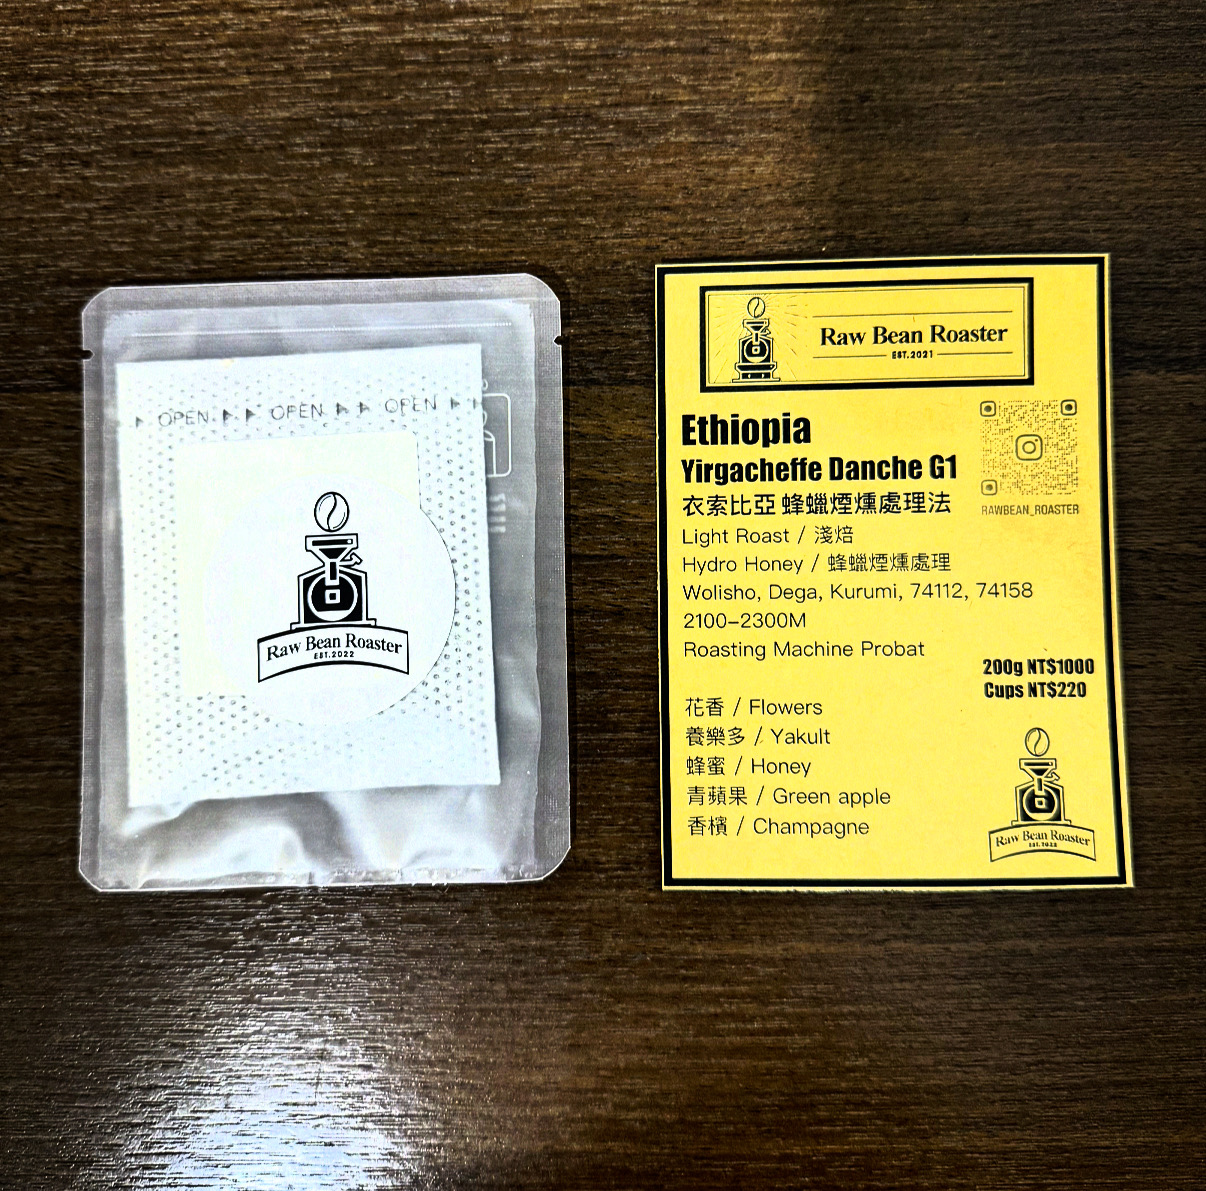 OPEN OPEN OPEN
Raw Bean Roaster
EST.2022
Raw Bean Roaster
EST.2021
Ethiopia
Yirgacheffe Danche G1
衣索比亞 蜂蠟煙燻處理法
RAWBEAN_ROASTER
Light Roast / 淺焙
Hydro Honey / 蜂蠟煙燻處理
Wolisho, Dega, Kurumi, 74112, 74158
2100-2300M
Roasting Machine Probat
200g NT$1000
Cups NT$220
花香 / Flowers
養樂多 / Yakult
蜂蜜 / Honey
青蘋果 / Green apple
香檳 / Champagne
Raw Bean Roaster
EST.2022